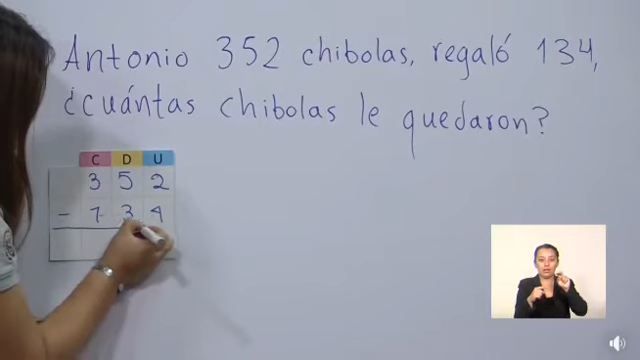 Antonio 352 chibolas, regaló 134,
¿cuántas chibolas le quedaron?
C D U
3 5 2
- 1 3 4